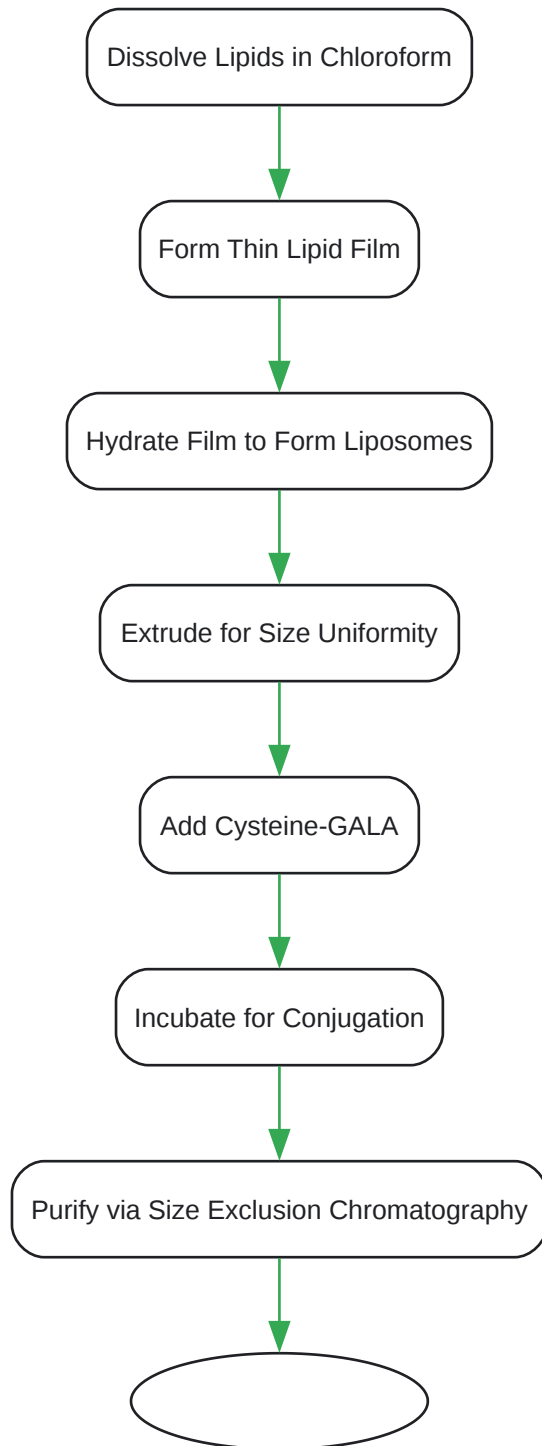 Dissolve Lipids in Chloroform
Form Thin Lipid Film
Hydrate Film to Form Liposomes
Extrude for Size Uniformity
Add Cysteine-GALA
Incubate for Conjugation
Purify via Size Exclusion Chromatography